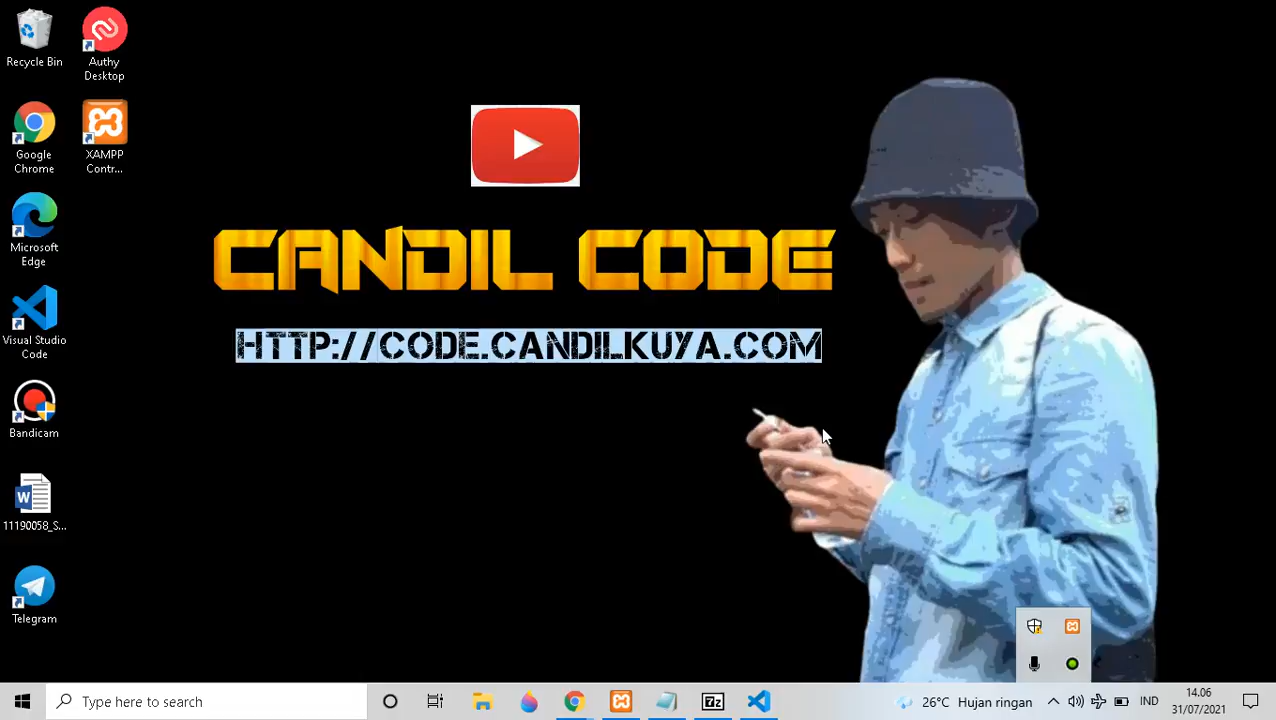 Recycle Bin
Authy
Desktop
Google
Chrome
XAMPP
Contr...
Microsoft
Edge
Visual Studio
Code
Bandicam
11190058_S...
Telegram
CANDIL CODE
HTTP://CODE.CANDILKUYA.COM
W
7z
Type here to search
26°C Hujan ringan
IND
14.06
31/07/2021